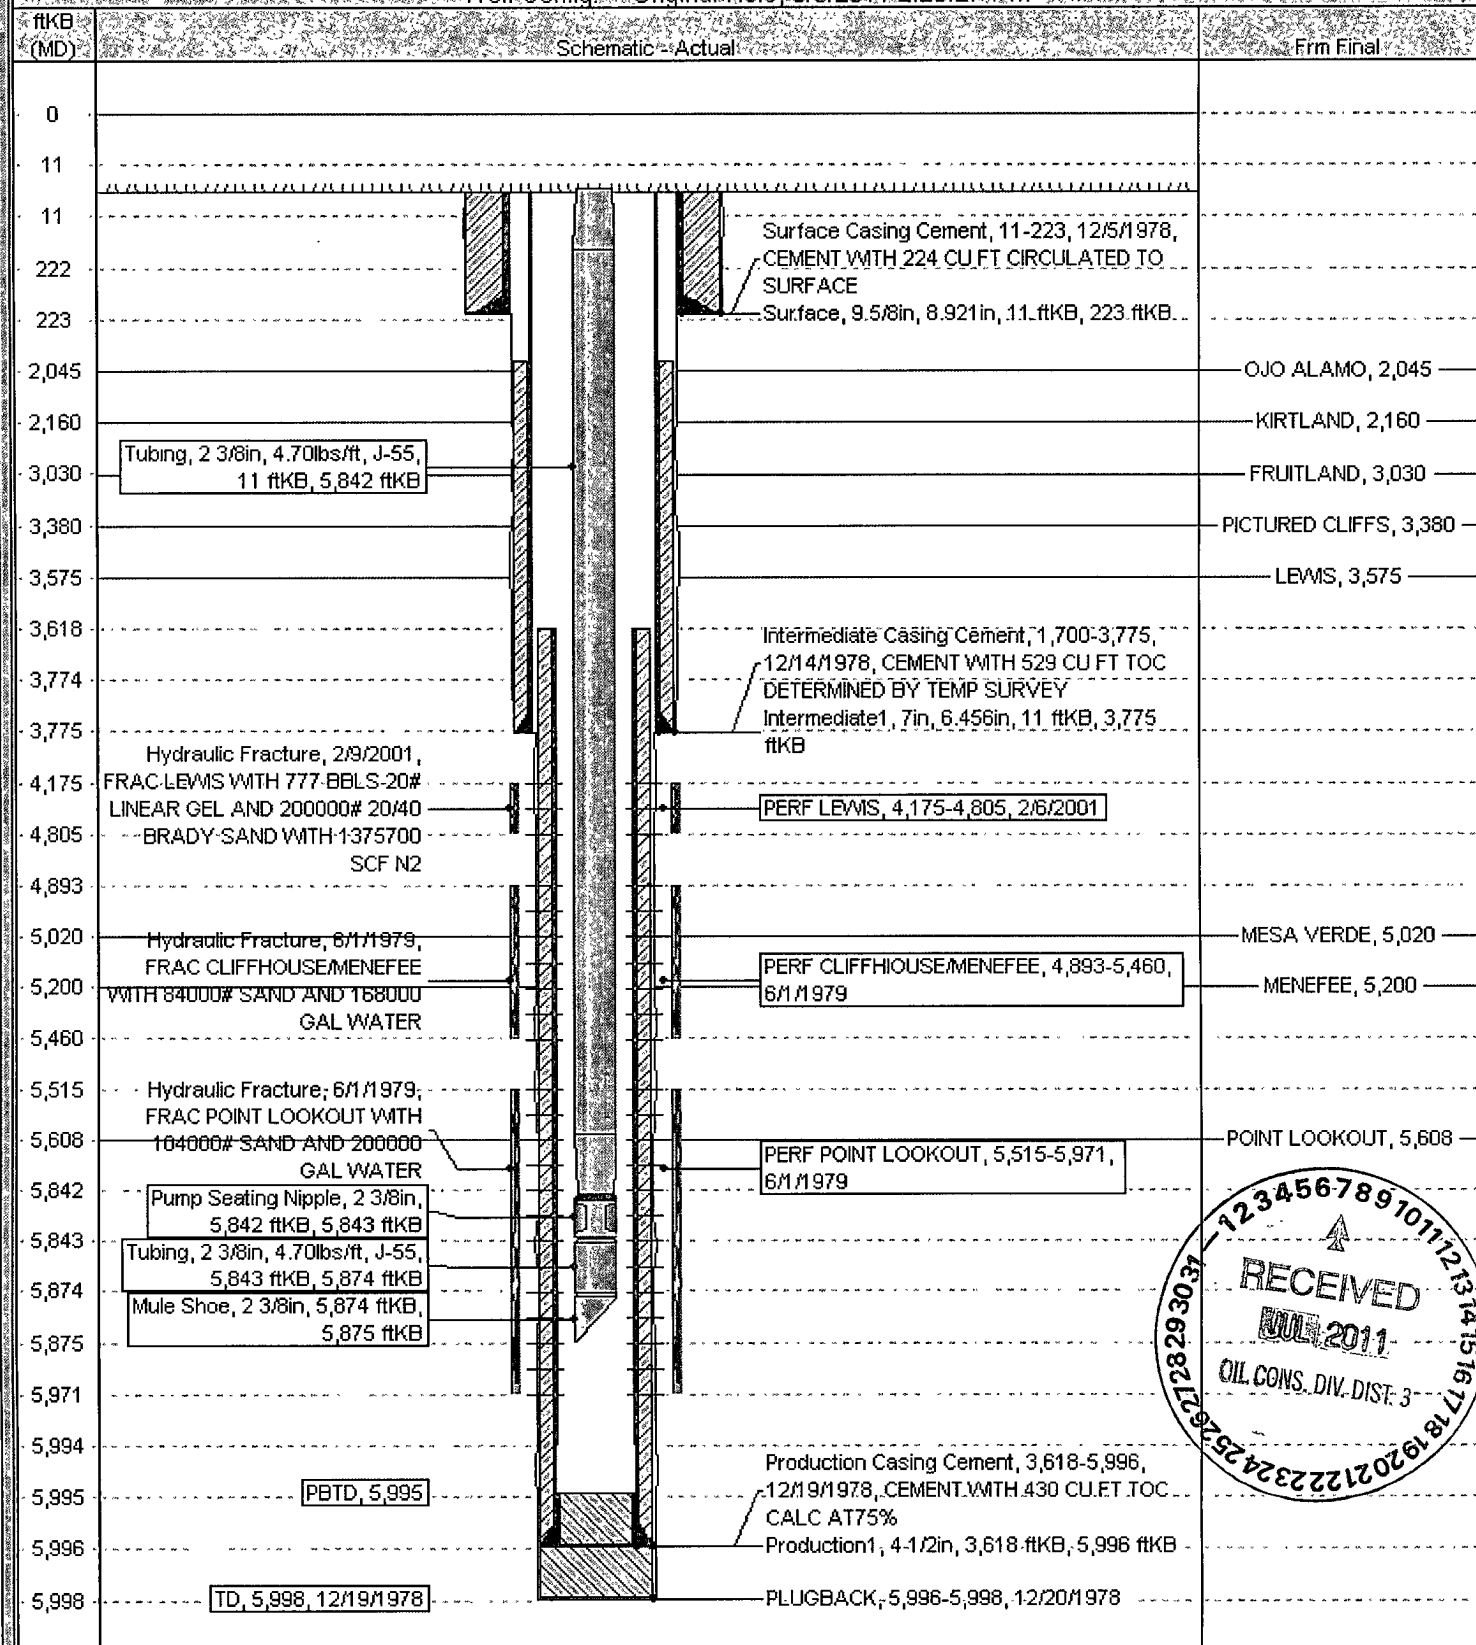 ftKB
(MD)
Schematic - Actual
Frm Final
0
11
11
222
223
2,045
2,160
3,030
3,380
3,575
3,618
3,774
3,775
4,175
4,805
4,893
5,020
5,200
5,460
5,515
5,608
5,842
5,843
5,874
5,875
5,971
5,994
5,995
5,996
5,998
Tubing, 2 3/8in, 4.70lbs/ft, J-55,
11 ftKB, 5,842 ftKB
Hydraulic Fracture, 2/9/2001,
FRAC LEWIS WITH 777 BBLS 20#
LINEAR GEL AND 200000# 20/40
BRADY SAND WITH 1375700
SCF N2
Hydraulic Fracture, 6/1/1979,
FRAC CLIFFHOUSE/MENEFEE
WITH 84000# SAND AND 168000
GAL WATER
Hydraulic Fracture, 6/1/1979,
FRAC POINT LOOKOUT WITH
104000# SAND AND 200000
GAL WATER
Pump Seating Nipple, 2 3/8in,
5,842 ftKB, 5,843 ftKB
Tubing, 2 3/8in, 4.70lbs/ft, J-55,
5,843 ftKB, 5,874 ftKB
Mule Shoe, 2 3/8in, 5,874 ftKB,
5,875 ftKB
PBTD, 5,995
TD, 5,998, 12/19/1978
Surface Casing Cement, 11-223, 12/5/1978,
CEMENT WITH 224 CU FT CIRCULATED TO
SURFACE
Surface, 9 5/8in, 8.921in, 11 ftKB, 223 ftKB
Intermediate Casing Cement, 1,700-3,775,
12/14/1978, CEMENT WITH 529 CU FT TOC
DETERMINED BY TEMP SURVEY
Intermediate1, 7in, 6.456in, 11 ftKB, 3,775
ftKB
PERF LEWIS, 4,175-4,805, 2/6/2001
PERF CLIFFHIOUSE/MENEFEE, 4,893-5,460,
6/1/1979
PERF POINT LOOKOUT, 5,515-5,971,
6/1/1979
Production Casing Cement, 3,618-5,996,
12/19/1978, CEMENT WITH 430 CU FT TOC
CALC AT75%
Production1, 4-1/2in, 3,618 ftKB, 5,996 ftKB
PLUGBACK, 5,996-5,998, 12/20/1978
OJO ALAMO, 2,045
KIRTLAND, 2,160
FRUITLAND, 3,030
PICTURED CLIFFS, 3,380
LEWIS, 3,575
MESA VERDE, 5,020
MENEFEE, 5,200
POINT LOOKOUT, 5,608
12345678910111213141516171819202122232425262728293031
RECEIVED
JUL 2011
OIL CONS. DIV. DIST. 3